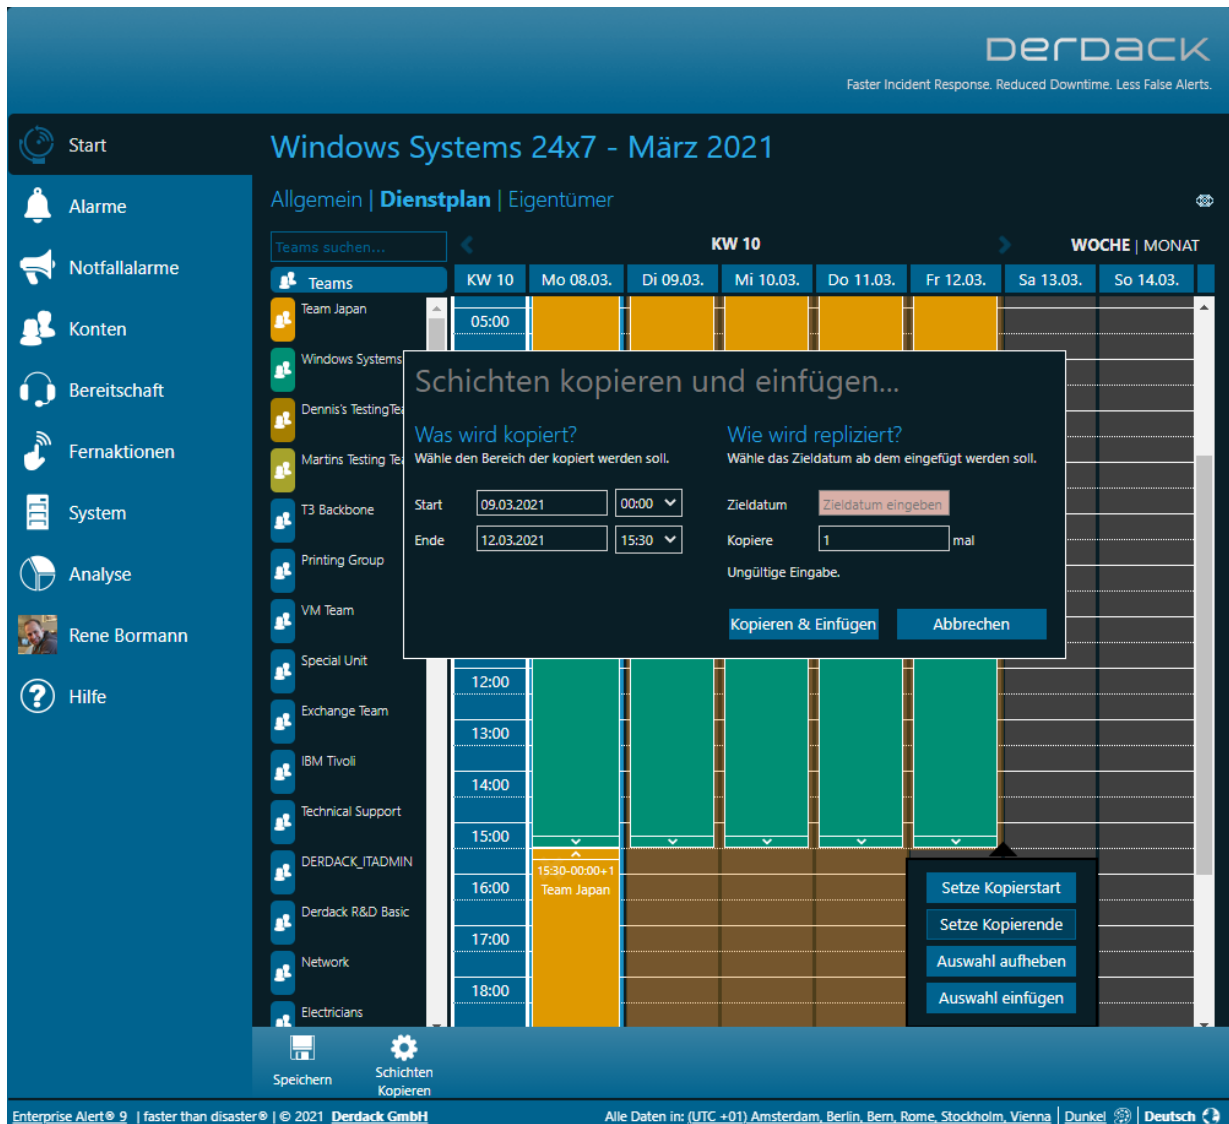 Derdack
Faster Incident Response. Reduced Downtime. Less False Alerts.
Start
Alarme
Notfallalarme
Konten
Bereitschaft
Fernaktionen
System
Analyse
Rene Bormann
Hilfe
Windows Systems 24x7 - März 2021
Allgemein | Dienstplan | Eigentümer
Teams suchen...
KW 10
WOCHE | MONAT
Teams
KW 10 Mo 08.03. Di 09.03. Mi 10.03. Do 11.03. Fr 12.03. Sa 13.03. So 14.03.
Team Japan
Windows Systems
Dennis's TestingTe
Martins Testing Te
T3 Backbone
Printing Group
VM Team
Special Unit
Exchange Team
IBM Tivoli
Technical Support
DERDACK_ITADMIN
Derdack R&D Basic
Network
Electricians
05:00
12:00
13:00
14:00
15:00
16:00
17:00
18:00
15:30-00:00+1
Team Japan
Schichten kopieren und einfügen...
Was wird kopiert?
Wähle den Bereich der kopiert werden soll.
Start 09.03.2021 00:00
Ende 12.03.2021 15:30
Wie wird repliziert?
Wähle das Zieldatum ab dem eingefügt werden soll.
Zieldatum Zieldatum eingeben
Kopiere 1 mal
Ungültige Eingabe.
Kopieren & Einfügen
Abbrechen
Setze Kopierstart
Setze Kopierende
Auswahl aufheben
Auswahl einfügen
Speichern
Schichten
Kopieren
Enterprise Alert® 9 | faster than disaster® | © 2021 Derdack GmbH
Alle Daten in: (UTC +01) Amsterdam, Berlin, Bern, Rome, Stockholm, Vienna | Dunkel | Deutsch